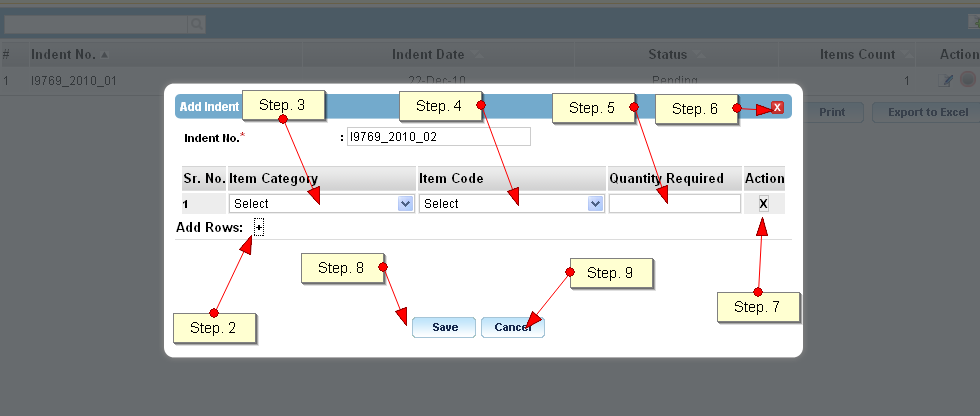 # Indent No. Indent Date Status Items Count Action
1 I9769_2010_01 22-Dec-10 Pending 1
Print Export to Excel
Add Indent Step. 3 Step. 4 Step. 5 Step. 6 X
Indent No.* : I9769_2010_02
Sr. No. Item Category Item Code Quantity Required Action
1 Select Select X
Add Rows: +
Step. 8 Step. 9
Step. 2 Save Cancel Step. 7